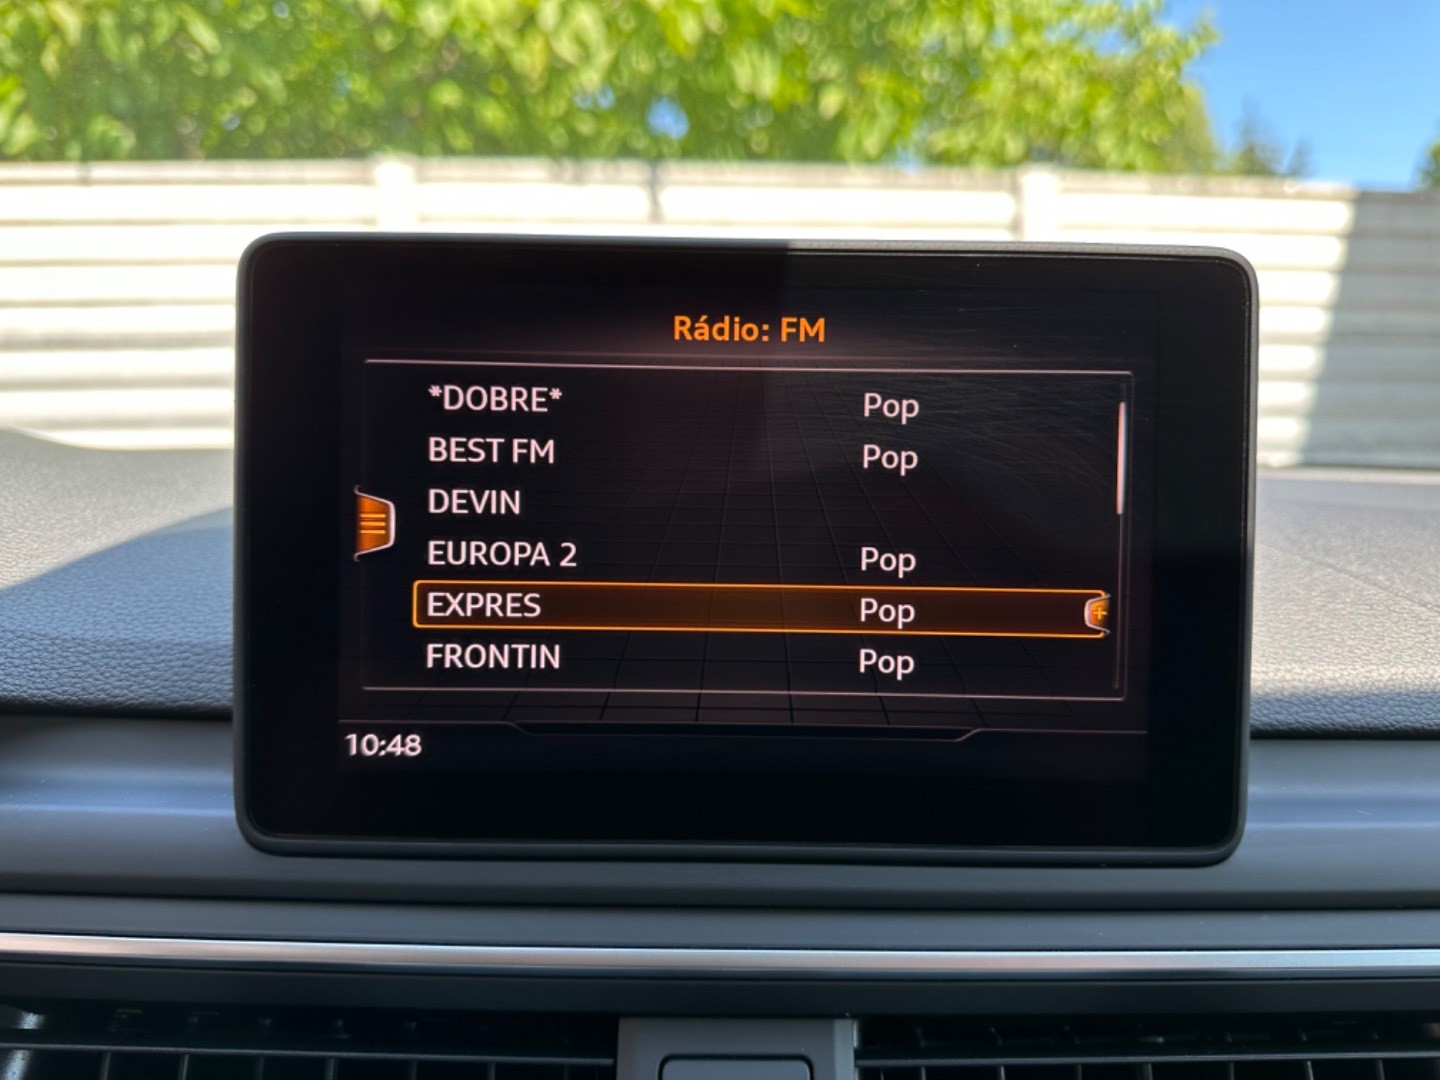 Rádio: FM
*DOBRE* Pop
BEST FM Pop
DEVIN
EUROPA 2 Pop
EXPRES Pop
FRONTIN Pop
10:48